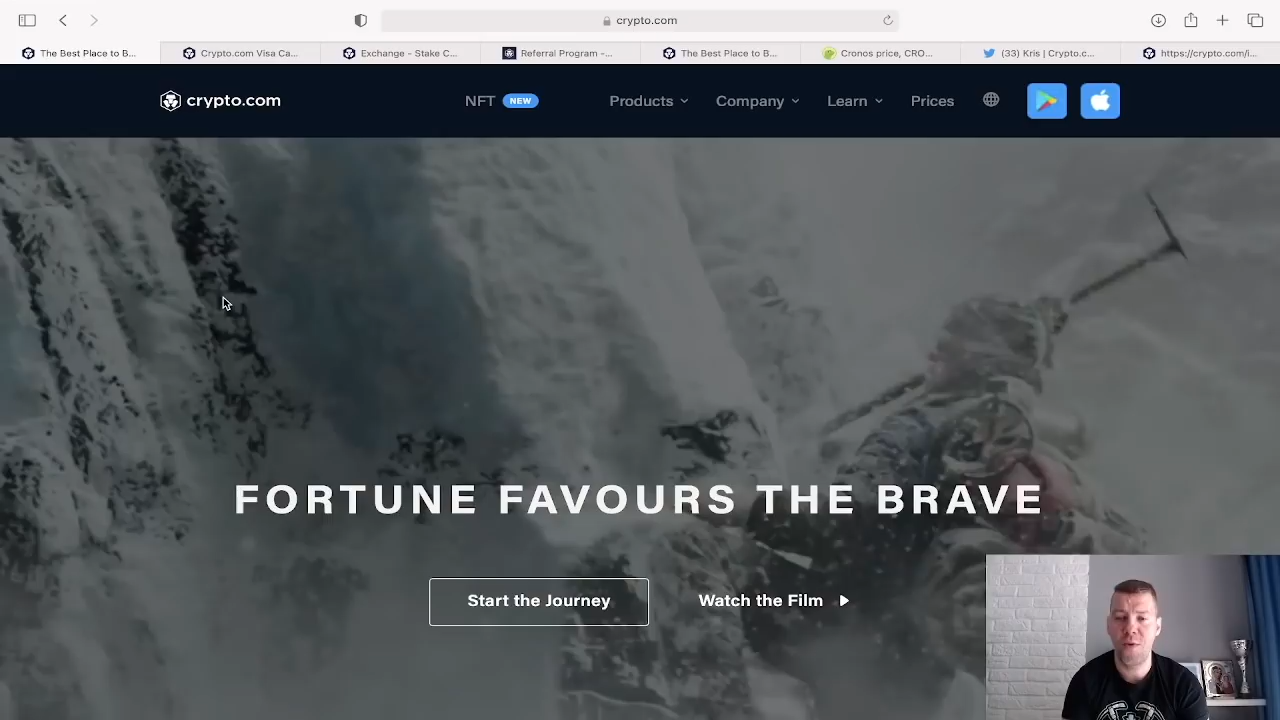 crypto.com
The Best Place to B...
Crypto.com Visa Ca...
Exchange - Stake C...
Referral Program -...
The Best Place to B...
Cronos price, CRO...
(33) Kris | Crypto.c...
https://crypto.com/i...
crypto.com
NFT NEW
Products
Company
Learn
Prices
FORTUNE FAVOURS THE BRAVE
Start the Journey
Watch the Film